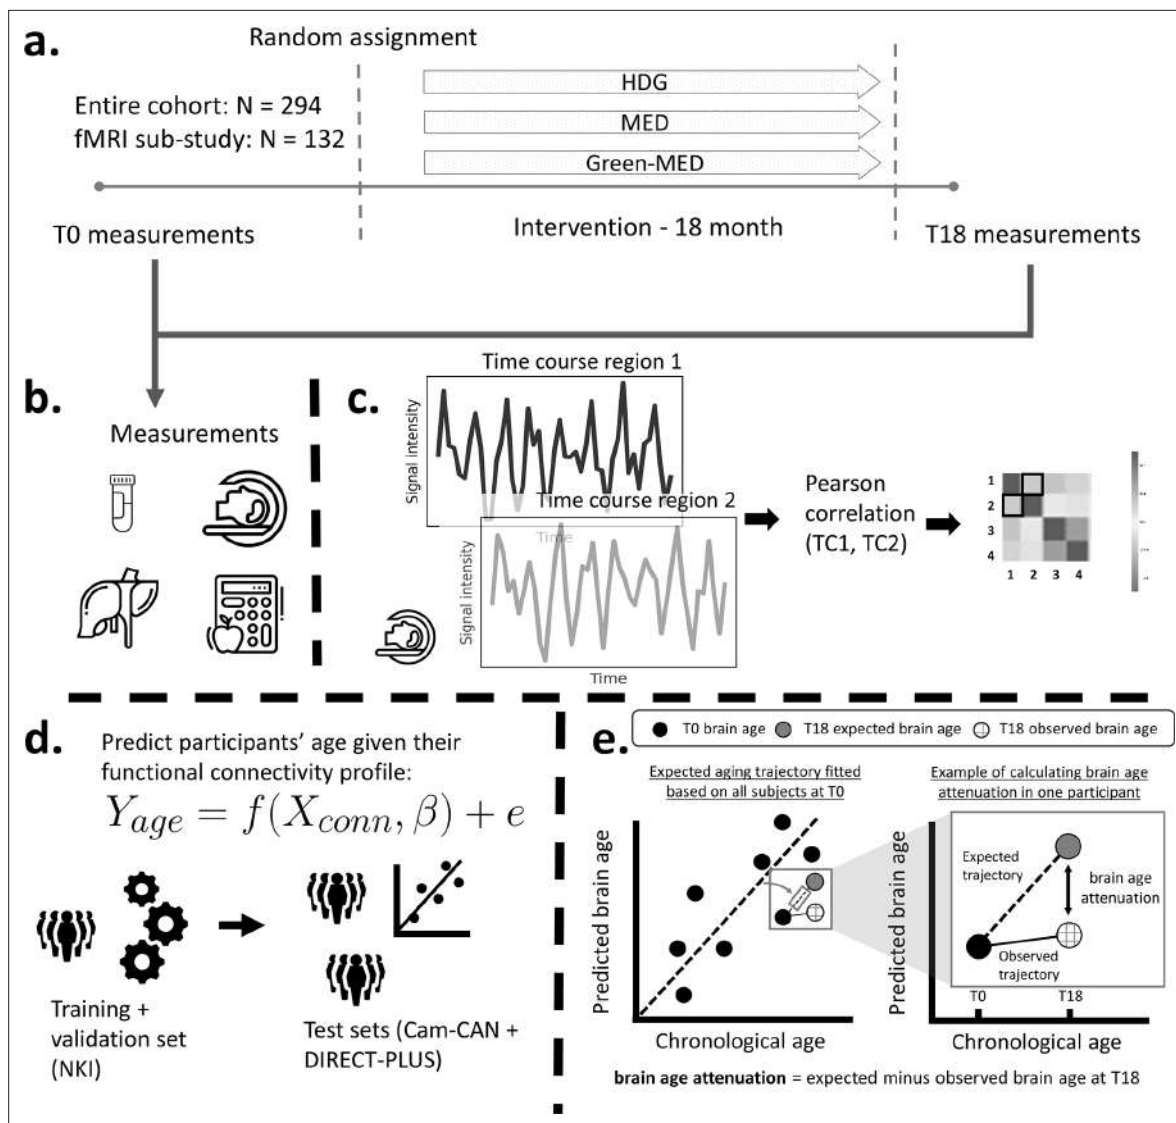 a.
Random assignment
Entire cohort: N = 294
fMRI sub-study: N = 132
HDG
MED
Green-MED
T0 measurements
Intervention - 18 month
T18 measurements
b.
Measurements
c.
Time course region 1
Signal intensity
Time
Time course region 2
Signal intensity
Time
Pearson
correlation
(TC1, TC2)
1
2
3
4
1 2 3 4
d.
Predict participants' age given their
functional connectivity profile:
Y_age = f(X_conn, β) + e
Training +
validation set
(NKI)
Test sets (Cam-CAN +
DIRECT-PLUS)
e.
T0 brain age T18 expected brain age T18 observed brain age
Expected aging trajectory fitted
based on all subjects at T0
Predicted brain age
Chronological age
Example of calculating brain age
attenuation in one participant
Predicted brain age
Expected
trajectory
brain age
attenuation
Observed
trajectory
T0 T18
Chronological age
brain age attenuation = expected minus observed brain age at T18